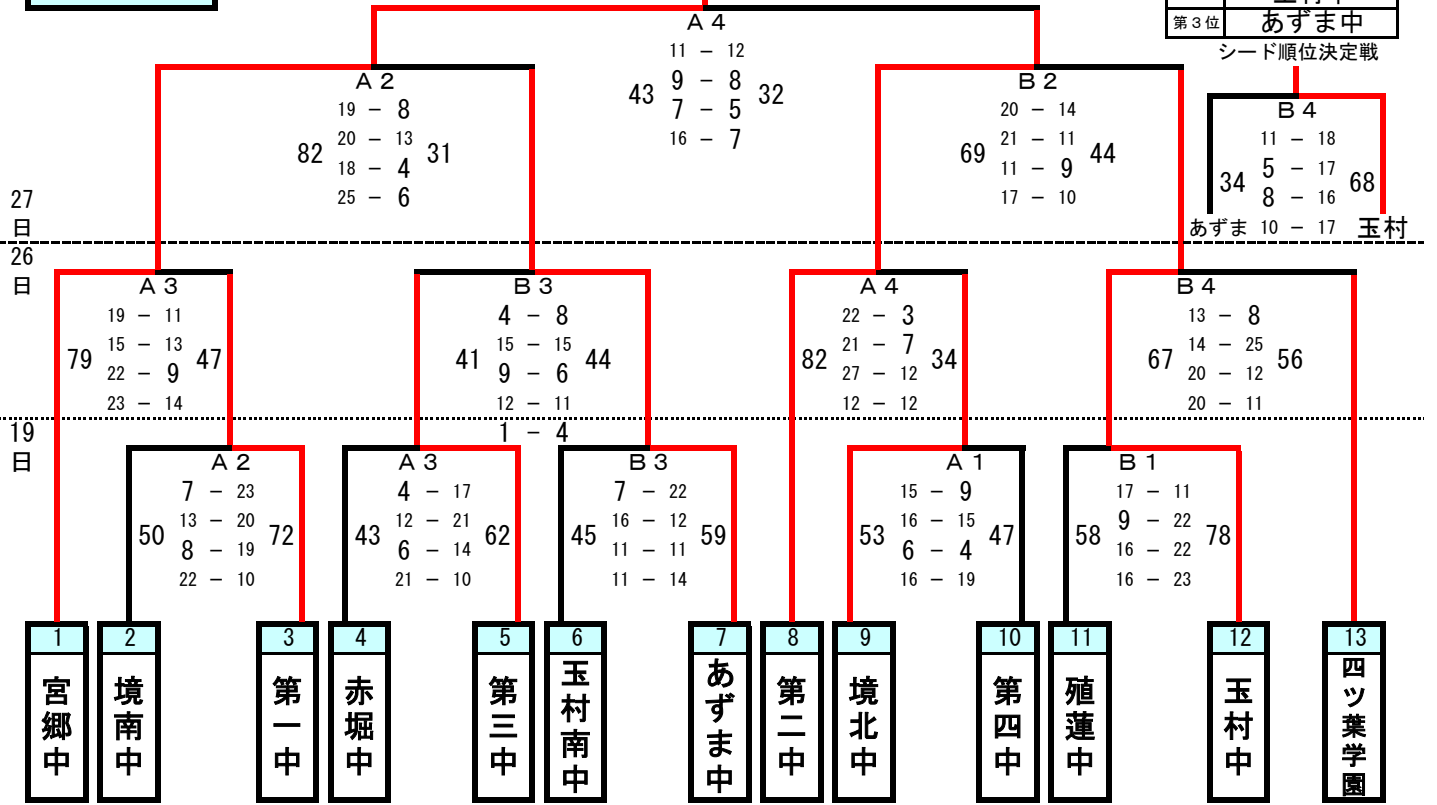 第3位 あずま中
シード順位決定戦
A4
11 － 12
9 － 8
43 32
7 － 5
16 － 7
A2
19 － 8
20 － 13
82 31
18 － 4
25 － 6
B2
20 － 14
21 － 11
69 44
11 － 9
17 － 10
B4
11 － 18
5 － 17
34 68
8 － 16
あずま 10 － 17 玉村
27
日
26
日
A3
19 － 11
15 － 13
79 47
22 － 9
23 － 14
B3
4 － 8
15 － 15
41 44
9 － 6
12 － 11
1 － 4
A4
22 － 3
21 － 7
82 34
27 － 12
12 － 12
B4
13 － 8
14 － 25
67 56
20 － 12
20 － 11
19
日
A2
7 － 23
13 － 20
50 72
8 － 19
22 － 10
A3
4 － 17
12 － 21
43 62
6 － 14
21 － 10
B3
7 － 22
16 － 12
45 59
11 － 11
11 － 14
A1
15 － 9
16 － 15
53 47
6 － 4
16 － 19
B1
17 － 11
9 － 22
58 78
16 － 22
16 － 23
1
宮郷中
2
境南中
3
第一中
4
赤堀中
5
第三中
6
玉村南中
7
あずま中
8
第二中
9
境北中
10
第四中
11
殖蓮中
12
玉村中
13
四ツ葉学園